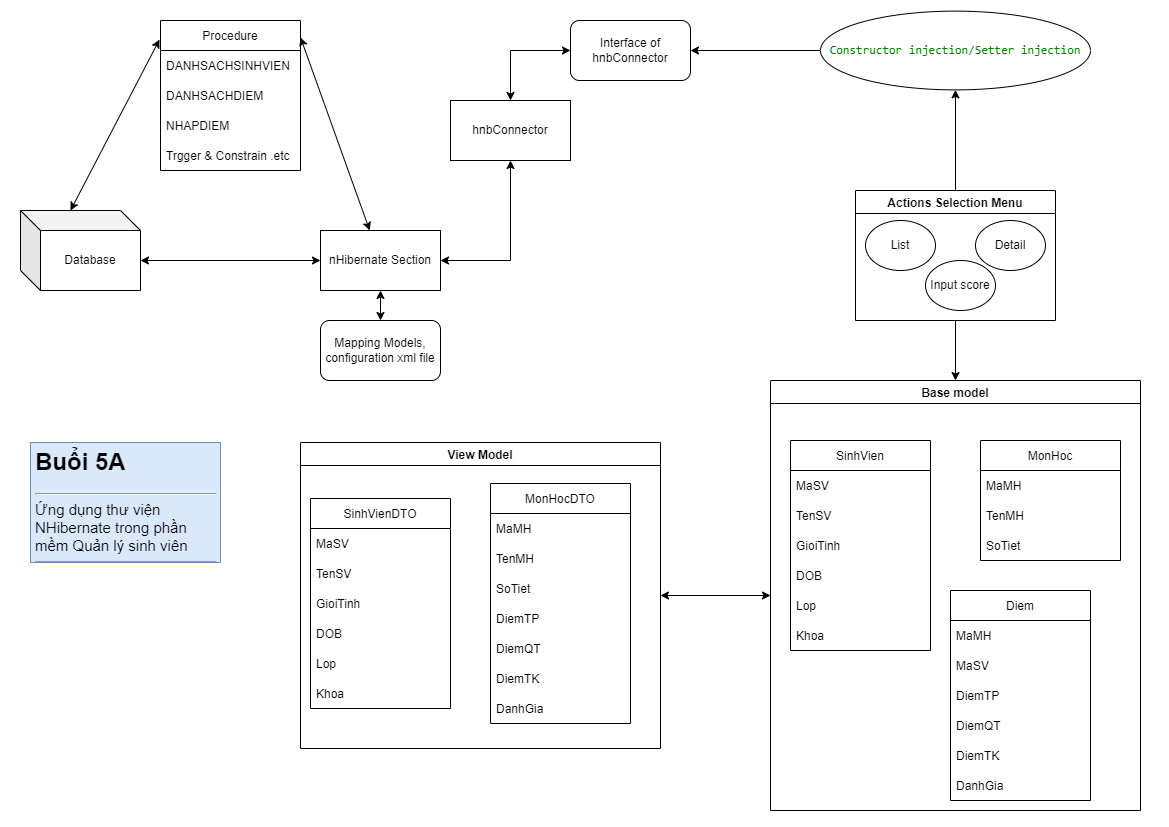 Procedure
DANHSACHSINHVIEN
DANHSACHDIEM
NHAPDIEM
Trgger & Constrain .etc
Interface of
hnbConnector
Constructor injection/Setter injection
hnbConnector
Actions Selection Menu
List
Detail
Input score
Database
nHibernate Section
Mapping Models,
configuration xml file
Buổi 5A
Ứng dụng thư viện
NHibernate trong phần
mềm Quản lý sinh viên
View Model
SinhVienDTO
MaSV
TenSV
GioiTinh
DOB
Lop
Khoa
MonHocDTO
MaMH
TenMH
SoTiet
DiemTP
DiemQT
DiemTK
DanhGia
Base model
SinhVien
MaSV
TenSV
GioiTinh
DOB
Lop
Khoa
MonHoc
MaMH
TenMH
SoTiet
Diem
MaMH
MaSV
DiemTP
DiemQT
DiemTK
DanhGia